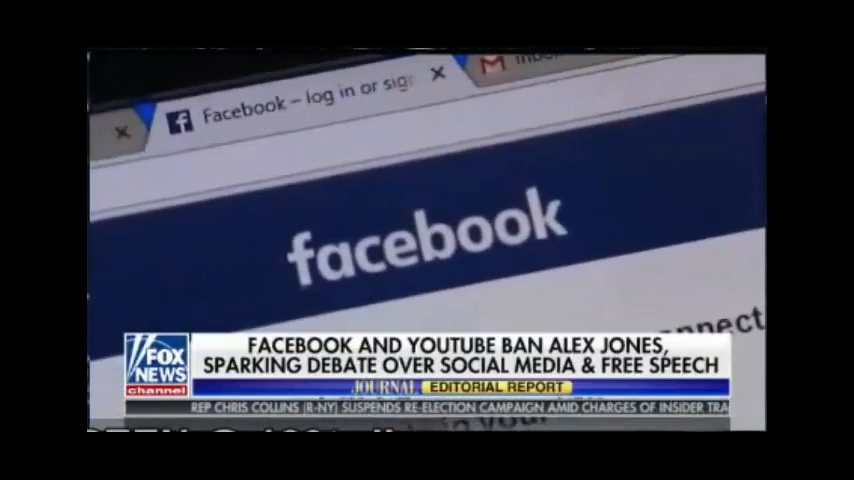 Facebook – log in or sig
Inbo
facebook
nnect
FOX
NEWS
channel
FACEBOOK AND YOUTUBE BAN ALEX JONES,
SPARKING DEBATE OVER SOCIAL MEDIA & FREE SPEECH
JOURNAL EDITORIAL REPORT
REP CHRIS COLLINS (R-NY) SUSPENDS RE-ELECTION CAMPAIGN AMID CHARGES OF INSIDER TRA